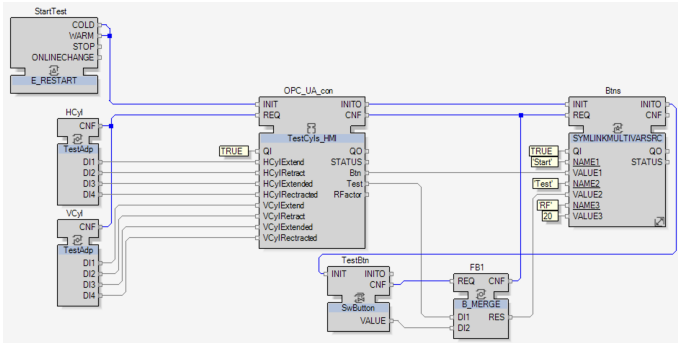 StartTest
COLD
WARM
STOP
ONLINECHANGE
E_RESTART
HCyl
CNF
TestAdp
DI1
DI2
DI3
DI4
VCyl
CNF
TestAdp
DI1
DI2
DI3
DI4
OPC_UA_con
INIT INITO
REQ CNF
TestCyls_HMI
TRUE QI QO
HCylExtend STATUS
HCylRetract Btn
HCylExtended Test
HCylRectracted RFactor
VCylExtend
VCylRetract
VCylExtended
VCylRectracted
Btns
INIT INITO
REQ CNF
SYMLINKMULTIVARSRC
TRUE QI QO
'Start' NAME1 STATUS
VALUE1
'Test' NAME2
VALUE2
'RF' NAME3
20 VALUE3
TestBtn
INIT INITO
CNF
SwButton
VALUE
FB1
REQ CNF
B_MERGE
DI1 RES
DI2